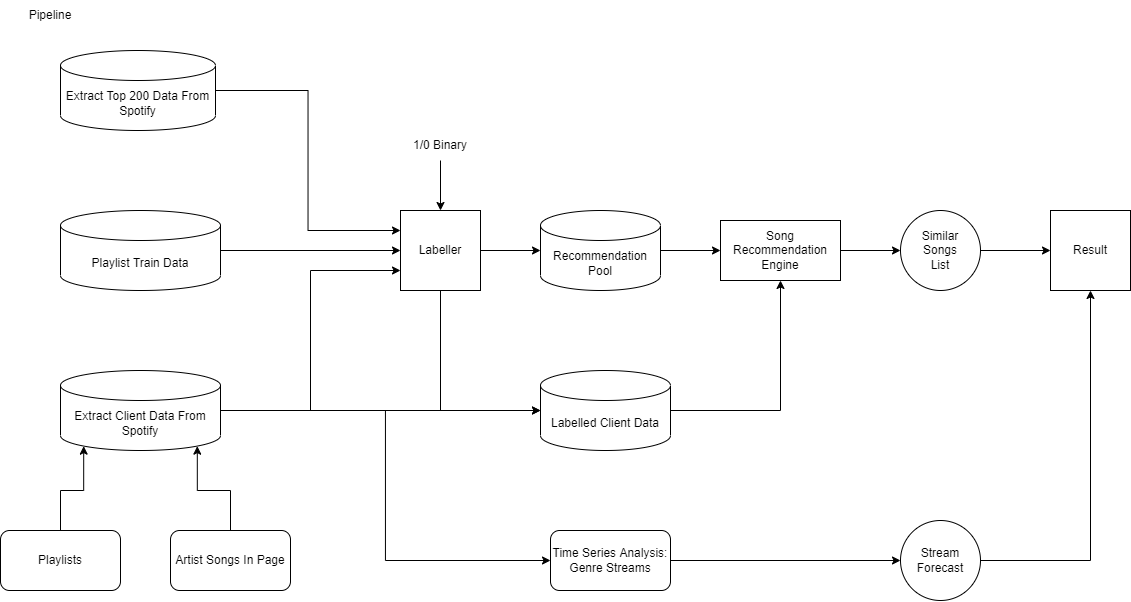 Pipeline
Extract Top 200 Data From
Spotify
1/0 Binary
Playlist Train Data
Labeller
Recommendation
Pool
Song
Recommendation
Engine
Similar
Songs
List
Result
Extract Client Data From
Spotify
Labelled Client Data
Playlists
Artist Songs In Page
Time Series Analysis:
Genre Streams
Stream
Forecast